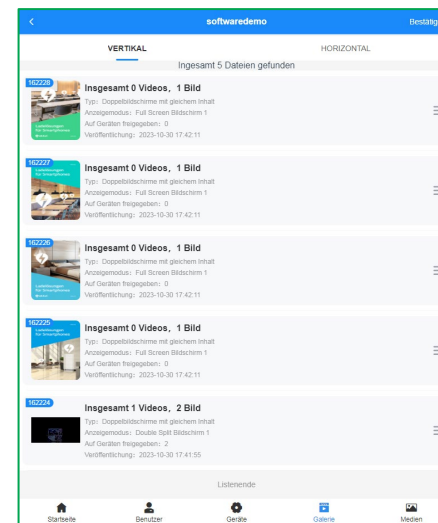 softwaredemo
Bestätig
VERTIKAL
HORIZONTAL
Ingesamt 5 Dateien gefunden
162228
Insgesamt 0 Videos, 1 Bild
Typ: Doppelbildschirme mit gleichem Inhalt
Anzeigemodus: Full Screen Bildschirm 1
Auf Geräten freigegeben: 0
Veröffentlichung: 2023-10-30 17:42:11
162227
Insgesamt 0 Videos, 1 Bild
Typ: Doppelbildschirme mit gleichem Inhalt
Anzeigemodus: Full Screen Bildschirm 1
Auf Geräten freigegeben: 0
Veröffentlichung: 2023-10-30 17:42:11
162226
Insgesamt 0 Videos, 1 Bild
Typ: Doppelbildschirme mit gleichem Inhalt
Anzeigemodus: Full Screen Bildschirm 1
Auf Geräten freigegeben: 0
Veröffentlichung: 2023-10-30 17:42:11
162225
Insgesamt 0 Videos, 1 Bild
Typ: Doppelbildschirme mit gleichem Inhalt
Anzeigemodus: Full Screen Bildschirm 1
Auf Geräten freigegeben: 0
Veröffentlichung: 2023-10-30 17:42:11
162224
Insgesamt 1 Videos, 2 Bild
Typ: Doppelbildschirme mit gleichem Inhalt
Anzeigemodus: Double Split Bildschirm 1
Auf Geräten freigegeben: 2
Veröffentlichung: 2023-10-30 17:41:55
Listenende
Startseite
Benutzer
Geräte
Galerie
Medien